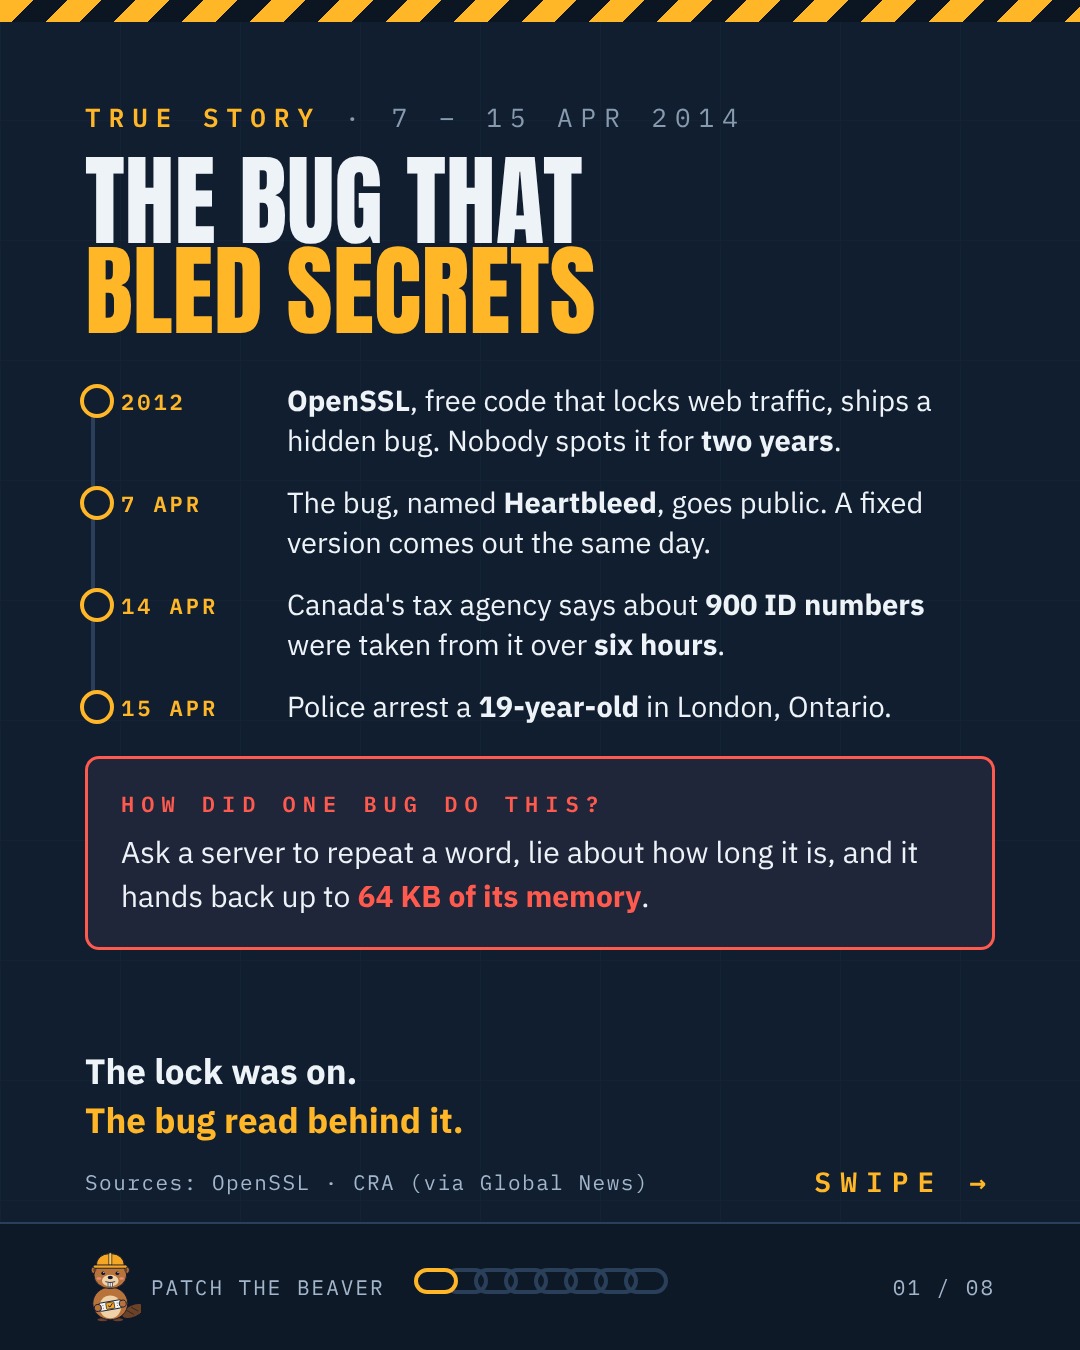 TRUE STORY · 7 – 15 APR 2014
THE BUG THAT
BLED SECRETS
2012
OpenSSL, free code that locks web traffic, ships a
hidden bug. Nobody spots it for two years.
7 APR
The bug, named Heartbleed, goes public. A fixed
version comes out the same day.
14 APR
Canada's tax agency says about 900 ID numbers
were taken from it over six hours.
15 APR
Police arrest a 19-year-old in London, Ontario.
HOW DID ONE BUG DO THIS?
Ask a server to repeat a word, lie about how long it is, and it
hands back up to 64 KB of its memory.
The lock was on.
The bug read behind it.
Sources: OpenSSL · CRA (via Global News)
SWIPE →
PATCH THE BEAVER
01 / 08